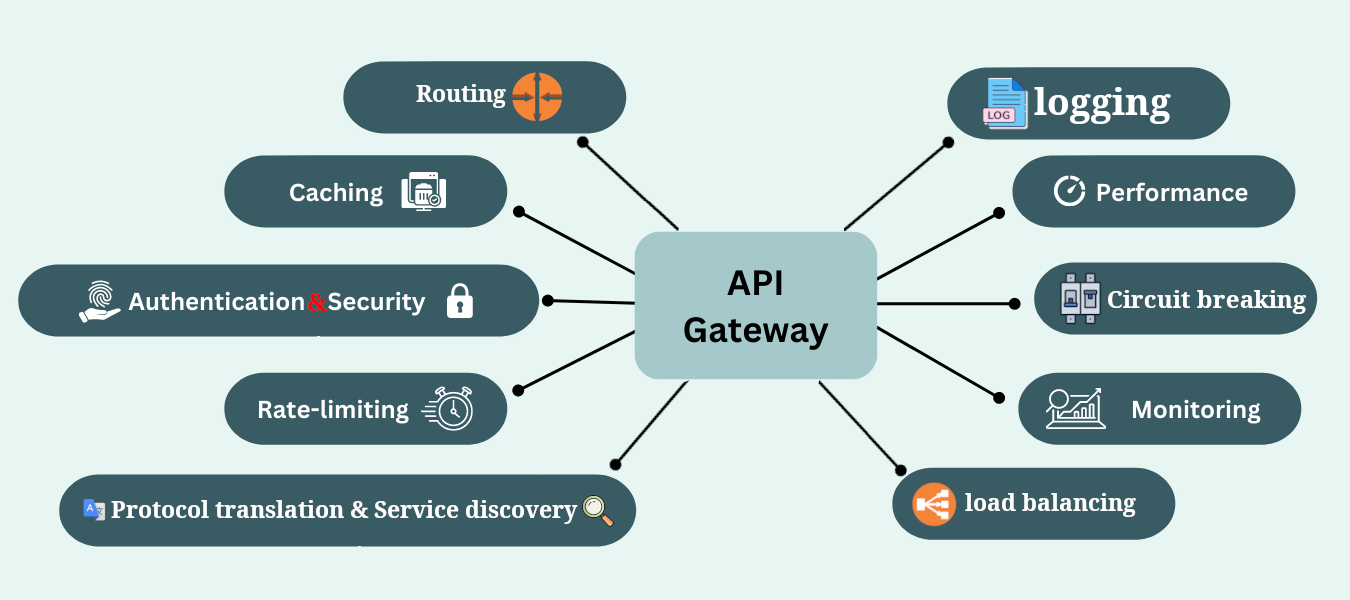 Routing
LOG
logging
Caching
Performance
Authentication&Security
API
Gateway
Circuit breaking
Rate-limiting
Monitoring
A
Protocol translation & Service discovery
load balancing